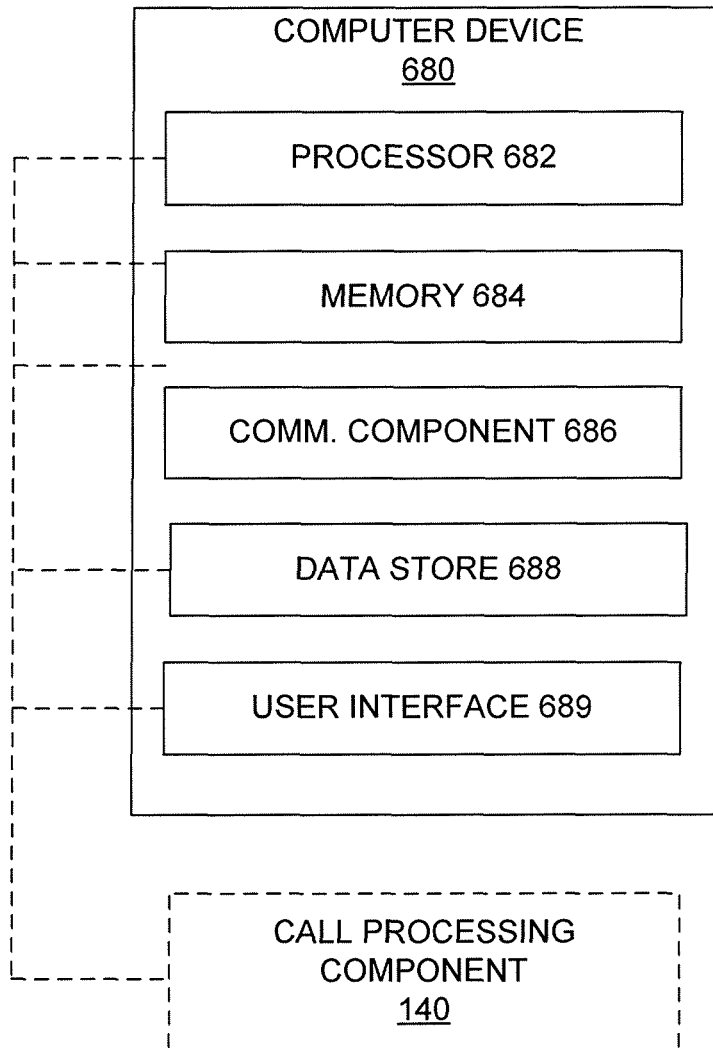 COMPUTER DEVICE
680
PROCESSOR 682
MEMORY 684
COMM. COMPONENT 686
DATA STORE 688
USER INTERFACE 689
CALL PROCESSING
COMPONENT
140